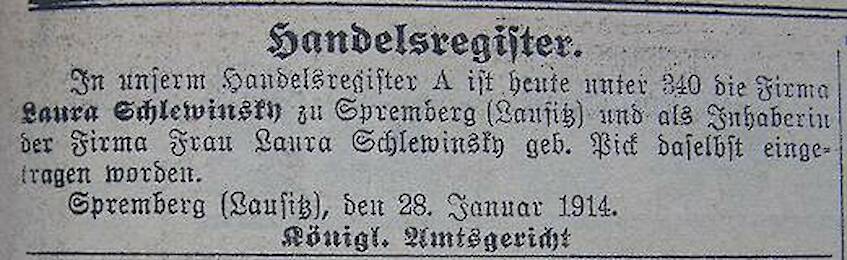 Handelsregister.
In unserm Handelsregister A ist heute unter 340 die Firma
Laura Schlewinsky zu Spremberg (Lausitz) und als Inhaberin
der Firma Frau Laura Schlewinsky geb. Pick daselbst einge-
tragen worden.
Spremberg (Lausitz), den 28. Januar 1914.
Königl. Amtsgericht